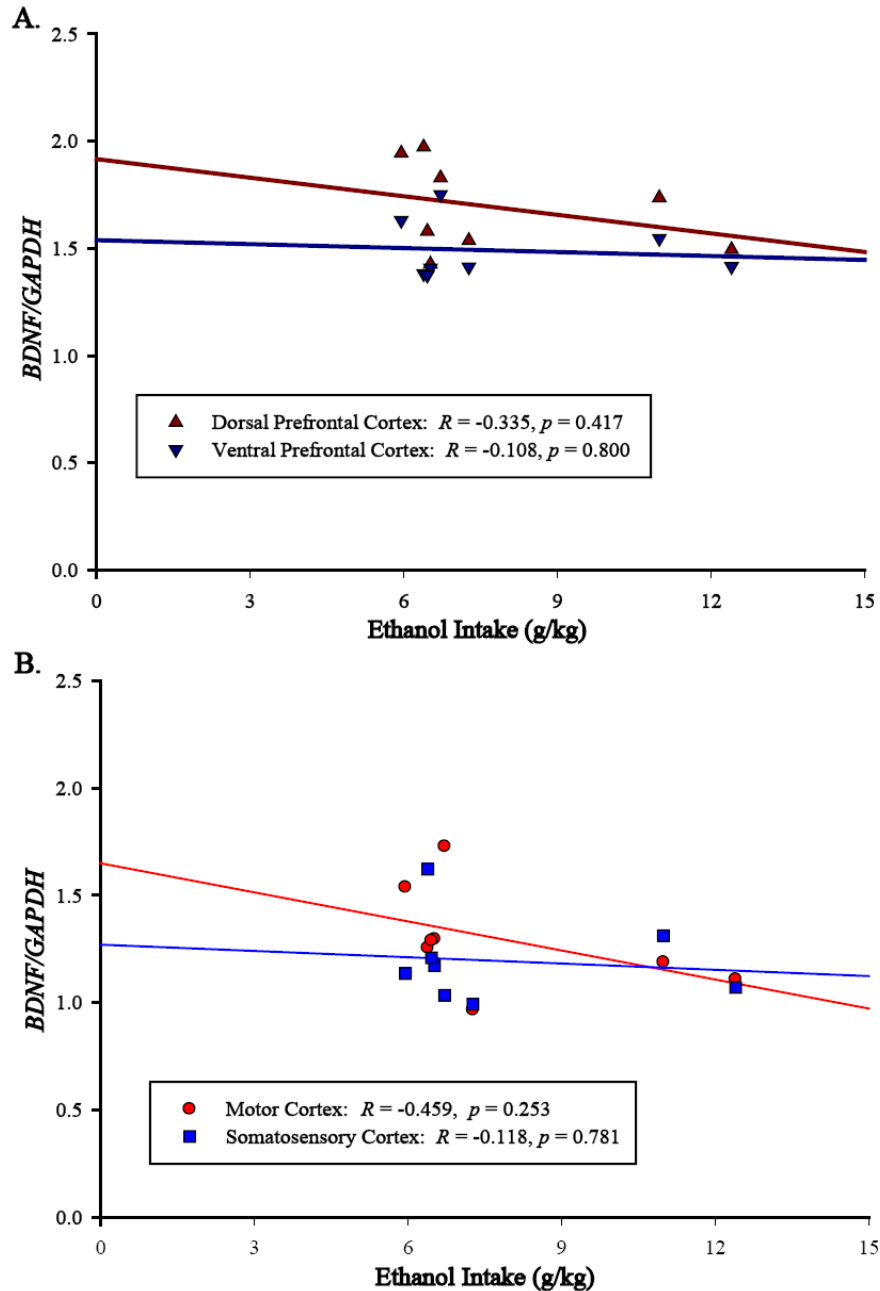 A.
2.5
2.0
1.5
1.0
0.5
0.0
BDNF/GAPDH
Dorsal Prefrontal Cortex: R = -0.335, p = 0.417
Ventral Prefrontal Cortex: R = -0.108, p = 0.800
0 3 6 9 12 15
Ethanol Intake (g/kg)
B.
2.5
2.0
1.5
1.0
0.5
0.0
BDNF/GAPDH
Motor Cortex: R = -0.459, p = 0.253
Somatosensory Cortex: R = -0.118, p = 0.781
0 3 6 9 12 15
Ethanol Intake (g/kg)